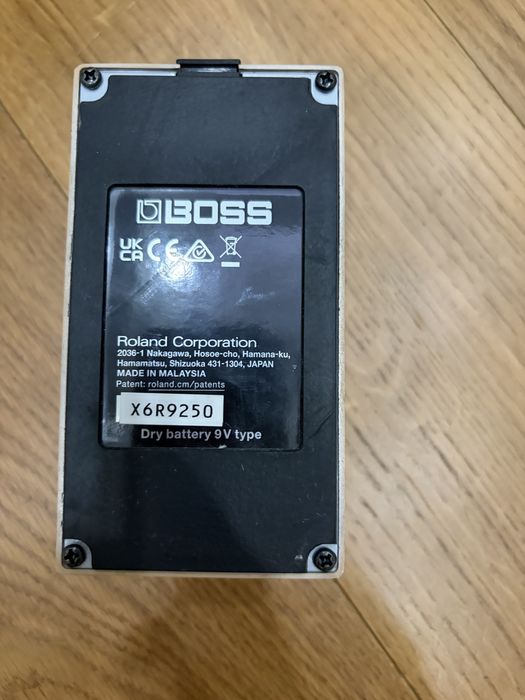 BOSS
UK
CA CE
Roland Corporation
2036-1 Nakagawa, Hosoe-cho, Hamana-ku,
Hamamatsu, Shizuoka 431-1304, JAPAN
MADE IN MALAYSIA
Patent: roland.cm/patents
X6R9250
Dry battery 9V type